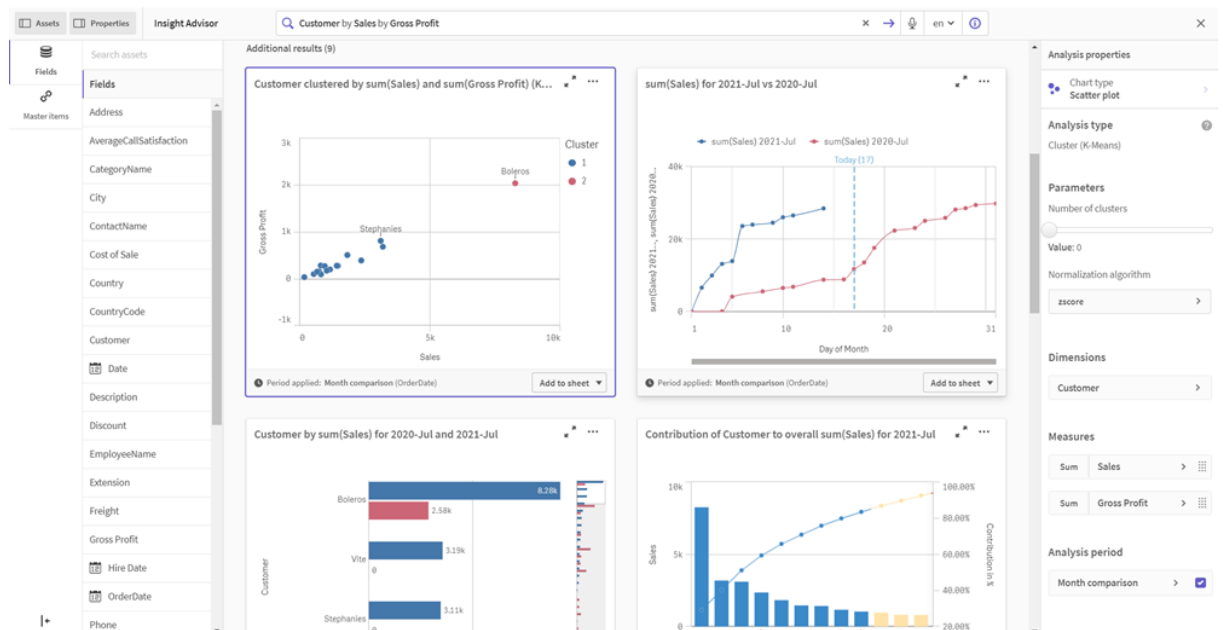 Assets
Properties
Insight Advisor
Customer by Sales by Gross Profit
en
Fields
Master items
Search assets
Fields
Address
AverageCallSatisfaction
CategoryName
City
ContactName
Cost of Sale
Country
CountryCode
Customer
Date
Description
Discount
EmployeeName
Extension
Freight
Gross Profit
Hire Date
OrderDate
Phone
Additional results (9)
Customer clustered by sum(Sales) and sum(Gross Profit) (K...
3k
2k
1k
0
-1k
Gross Profit
Boleros
Stephanies
Cluster
1
2
0
5k
10k
Sales
Period applied: Month comparison (OrderDate)
Add to sheet
sum(Sales) for 2021-Jul vs 2020-Jul
sum(Sales) 2021-Jul
sum(Sales) 2020-Jul
Today (17)
40k
20k
0
sum(Sales) 2021..., sum(Sales) 2020...
1
10
20
31
Day of Month
Period applied: Month comparison (OrderDate)
Add to sheet
Customer by sum(Sales) for 2020-Jul and 2021-Jul
Customer
Boleros
8.28k
2.58k
Vite
3.19k
0
Stephanies
3.11k
0
Contribution of Customer to overall sum(Sales) for 2021-Jul
10k
5k
0
Sales
100.00%
80.00%
60.00%
40.00%
20.00%
Contribution in %
Analysis properties
Chart type
Scatter plot
Analysis type
Cluster (K-Means)
Parameters
Number of clusters
Value: 0
Normalization algorithm
zscore
Dimensions
Customer
Measures
Sum
Sales
Sum
Gross Profit
Analysis period
Month comparison